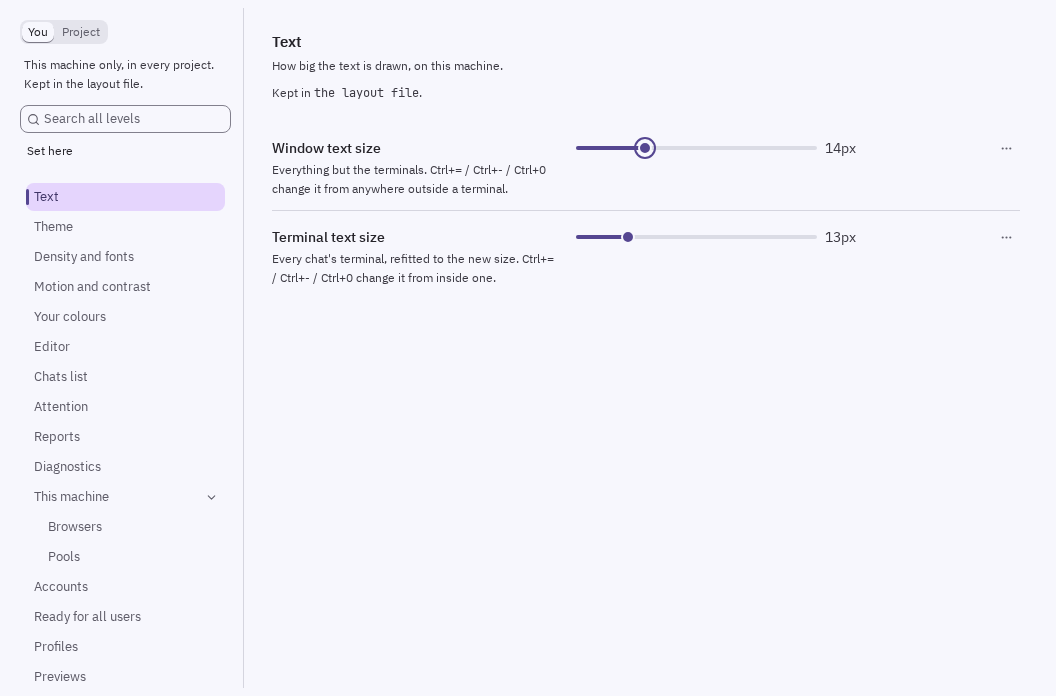 You Project
This machine only, in every project.
Kept in the layout file.
Search all levels
Set here
Text
Theme
Density and fonts
Motion and contrast
Your colours
Editor
Chats list
Attention
Reports
Diagnostics
This machine
Browsers
Pools
Accounts
Ready for all users
Profiles
Previews
Text
How big the text is drawn, on this machine.
Kept in the layout file.
Window text size
14px
Everything but the terminals. Ctrl+= / Ctrl+- / Ctrl+0
change it from anywhere outside a terminal.
Terminal text size
13px
Every chat's terminal, refitted to the new size. Ctrl+=
/ Ctrl+- / Ctrl+0 change it from inside one.